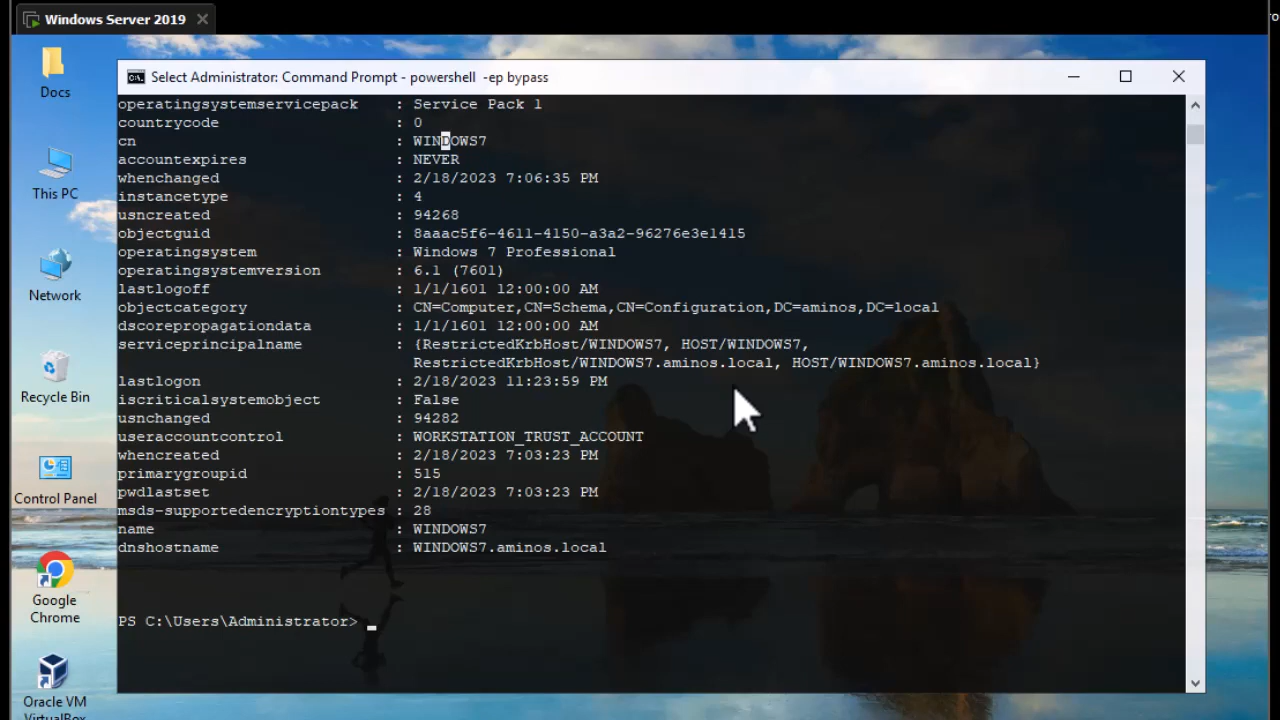 Windows Server 2019
Docs
This PC
Network
Recycle Bin
Control Panel
Google
Chrome
Oracle VM
VirtualBox
Select Administrator: Command Prompt - powershell  -ep bypass
operatingsystemservicepack : Service Pack 1
countrycode : 0
cn : WINDOWS7
accountexpires : NEVER
whenchanged : 2/18/2023 7:06:35 PM
instancetype : 4
usncreated : 94268
objectguid : 8aaac5f6-4611-4150-a3a2-96276e3e1415
operatingsystem : Windows 7 Professional
operatingsystemversion : 6.1 (7601)
lastlogoff : 1/1/1601 12:00:00 AM
objectcategory : CN=Computer,CN=Schema,CN=Configuration,DC=aminos,DC=local
dscorepropagationdata : 1/1/1601 12:00:00 AM
serviceprincipalname : {RestrictedKrbHost/WINDOWS7, HOST/WINDOWS7,
RestrictedKrbHost/WINDOWS7.aminos.local, HOST/WINDOWS7.aminos.local}
lastlogon : 2/18/2023 11:23:59 PM
iscriticalsystemobject : False
usnchanged : 94282
useraccountcontrol : WORKSTATION_TRUST_ACCOUNT
whencreated : 2/18/2023 7:03:23 PM
primarygroupid : 515
pwdlastset : 2/18/2023 7:03:23 PM
msds-supportedencryptiontypes : 28
name : WINDOWS7
dnshostname : WINDOWS7.aminos.local
PS C:\Users\Administrator>